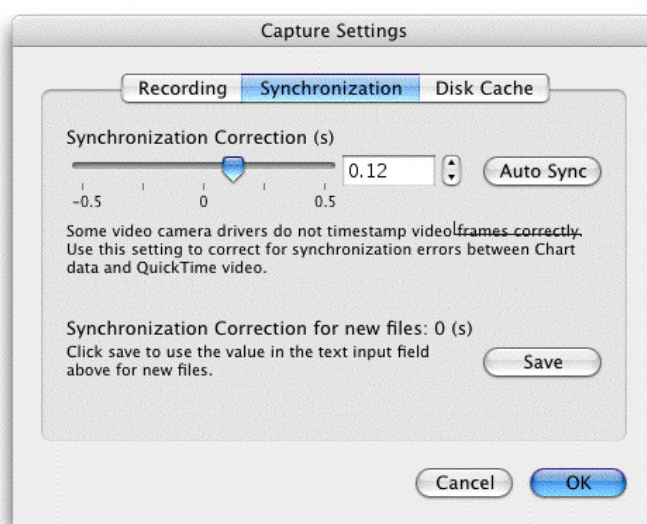 Capture Settings
Recording Synchronization Disk Cache
Synchronization Correction (s)
0.12 Auto Sync
-0.5 0 0.5
Some video camera drivers do not timestamp video frames correctly.
Use this setting to correct for synchronization errors between Chart
data and QuickTime video.
Synchronization Correction for new files: 0 (s)
Click save to use the value in the text input field
above for new files.
Save
Cancel OK